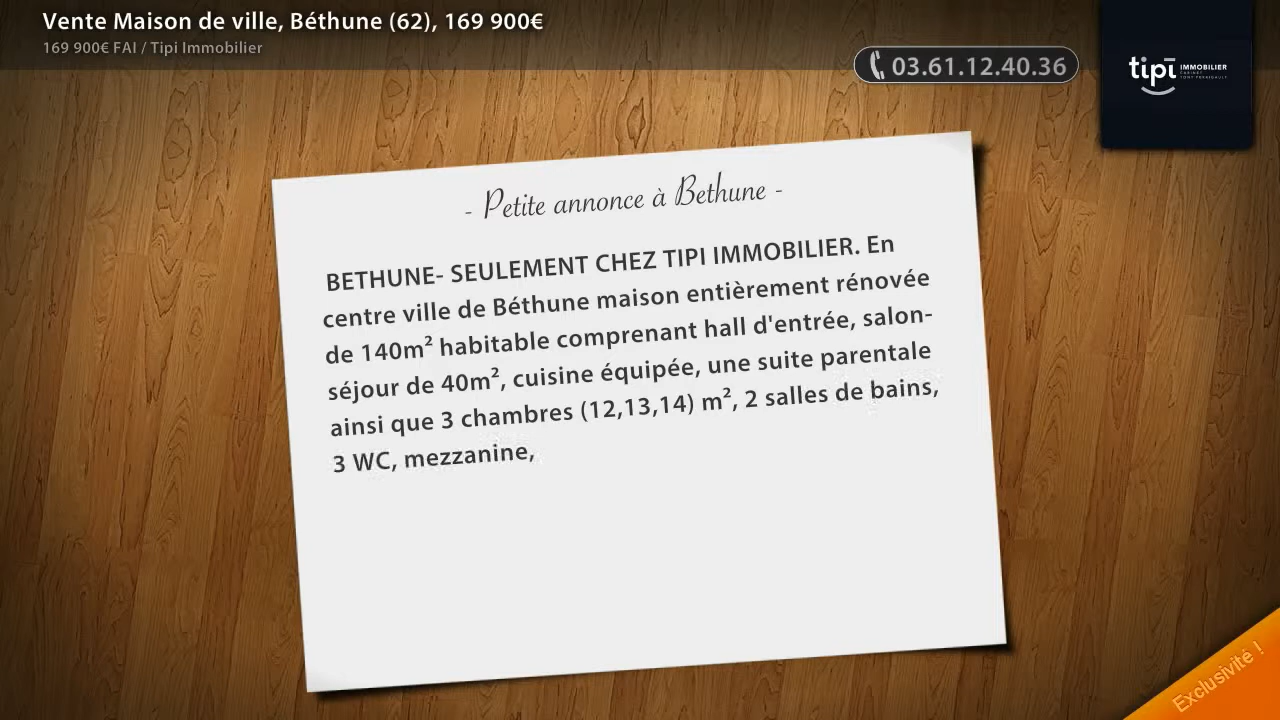 Vente Maison de ville, Béthune (62), 169 900€
169 900€ FAI / Tipi Immobilier
03.61.12.40.36
tipi IMMOBILIER
CABINET
- Petite annonce à Bethune -
BETHUNE- SEULEMENT CHEZ TIPI IMMOBILIER. En
centre ville de Béthune maison entièrement rénovée
de 140m² habitable comprenant hall d'entrée, salon-
séjour de 40m², cuisine équipée, une suite parentale
ainsi que 3 chambres (12,13,14) m², 2 salles de bains,
3 WC, mezzanine,
Exclusivité !